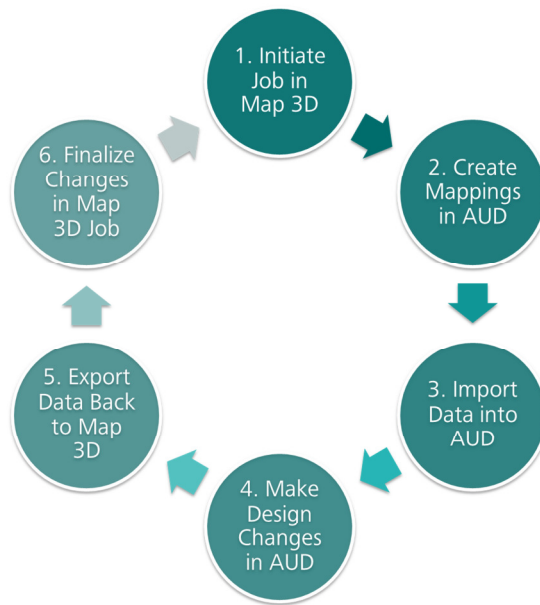 1. Initiate
Job in
Map 3D
2. Create
Mappings
in AUD
3. Import
Data into
AUD
4. Make
Design
Changes
in AUD
5. Export
Data Back
to Map
3D
6. Finalize
Changes
in Map
3D Job